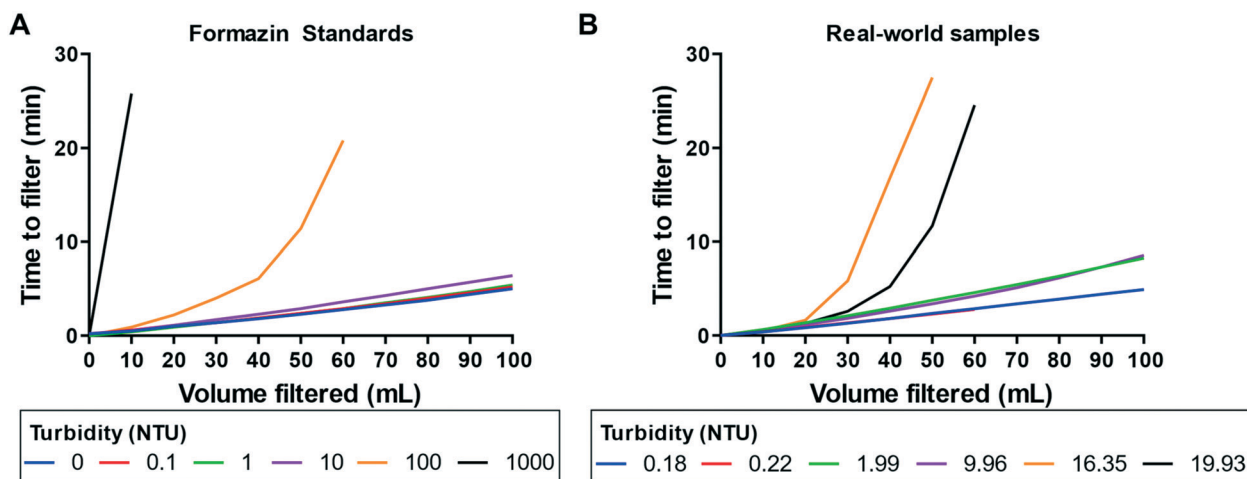 A
Formazin Standards
Time to filter (min)
30
20
10
0
0 10 20 30 40 50 60 70 80 90 100
Volume filtered (mL)
Turbidity (NTU)
0 0.1 1 10 100 1000
B
Real-world samples
Time to filter (min)
30
20
10
0
0 10 20 30 40 50 60 70 80 90 100
Volume filtered (mL)
Turbidity (NTU)
0.18 0.22 1.99 9.96 16.35 19.93